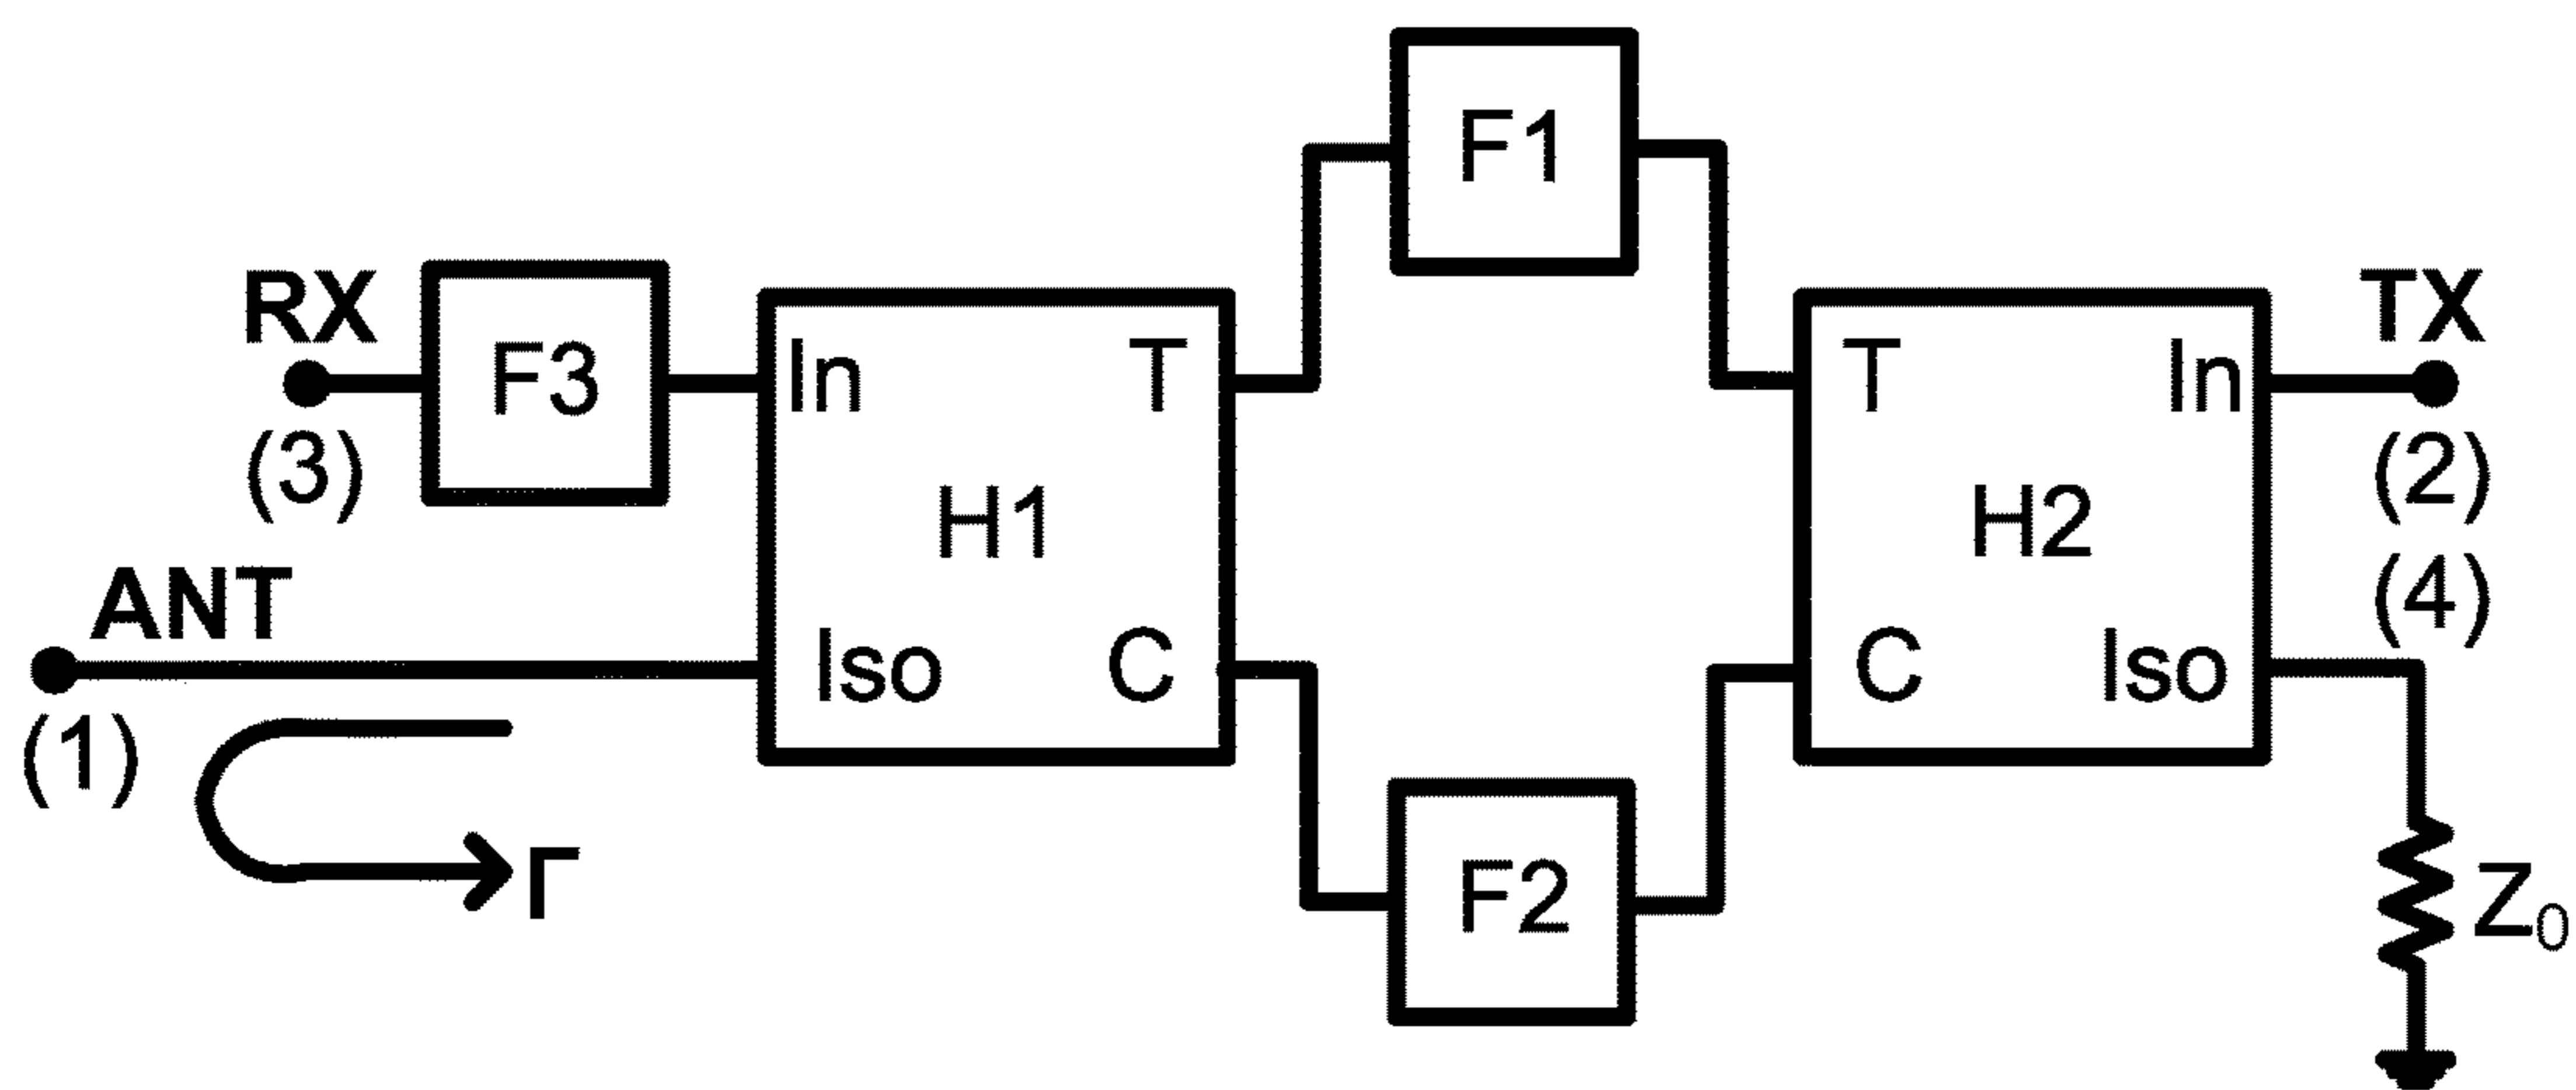 F1
RX
F3
In
T
T
In
TX
(3)
H1
H2
(2)
ANT
Iso
C
C
Iso
(4)
(1)
Γ
F2
Z₀